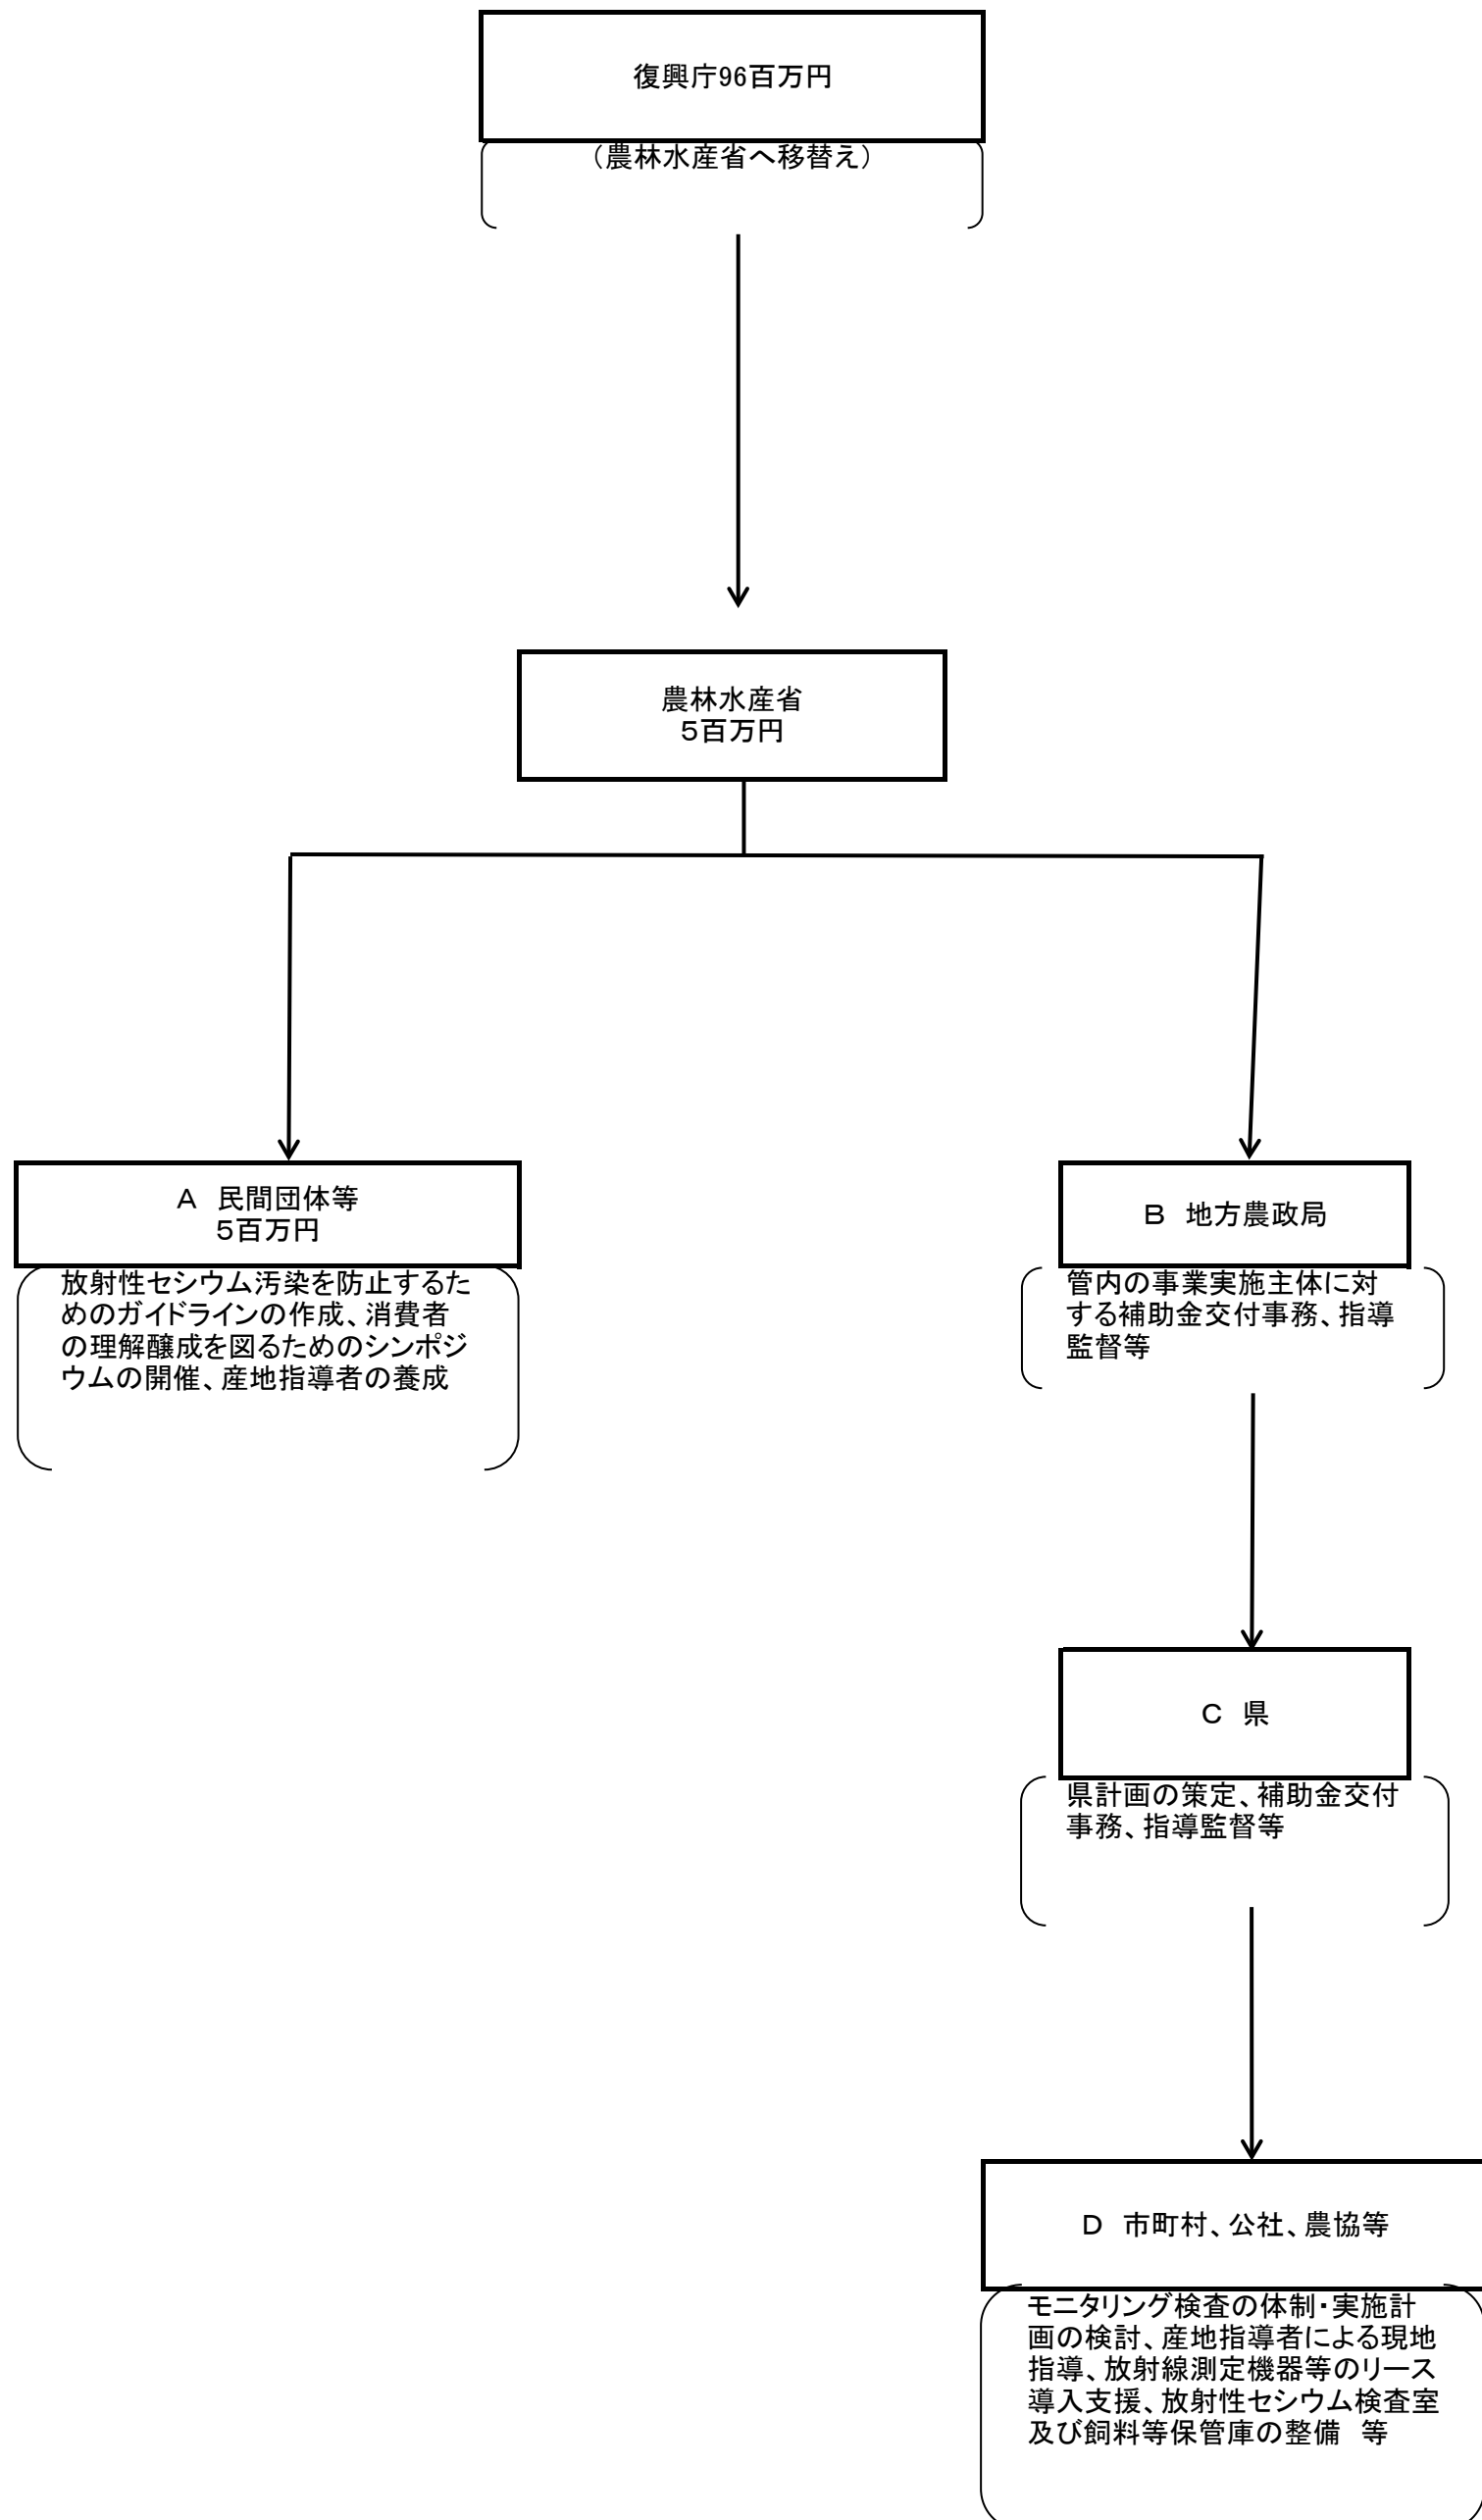 復興庁96百万円
（農林水産省へ移替え）
農林水産省
５百万円
Ａ　民間団体等
５百万円
放射性セシウム汚染を防止するた
めのガイドラインの作成、消費者
の理解醸成を図るためのシンポジ
ウムの開催、産地指導者の養成
Ｂ　地方農政局
管内の事業実施主体に対
する補助金交付事務、指導
監督等
Ｃ　県
県計画の策定、補助金交付
事務、指導監督等
Ｄ　市町村、公社、農協等
モニタリング検査の体制・実施計
画の検討、産地指導者による現地
指導、放射線測定機器等のリース
導入支援、放射性セシウム検査室
及び飼料等保管庫の整備　等